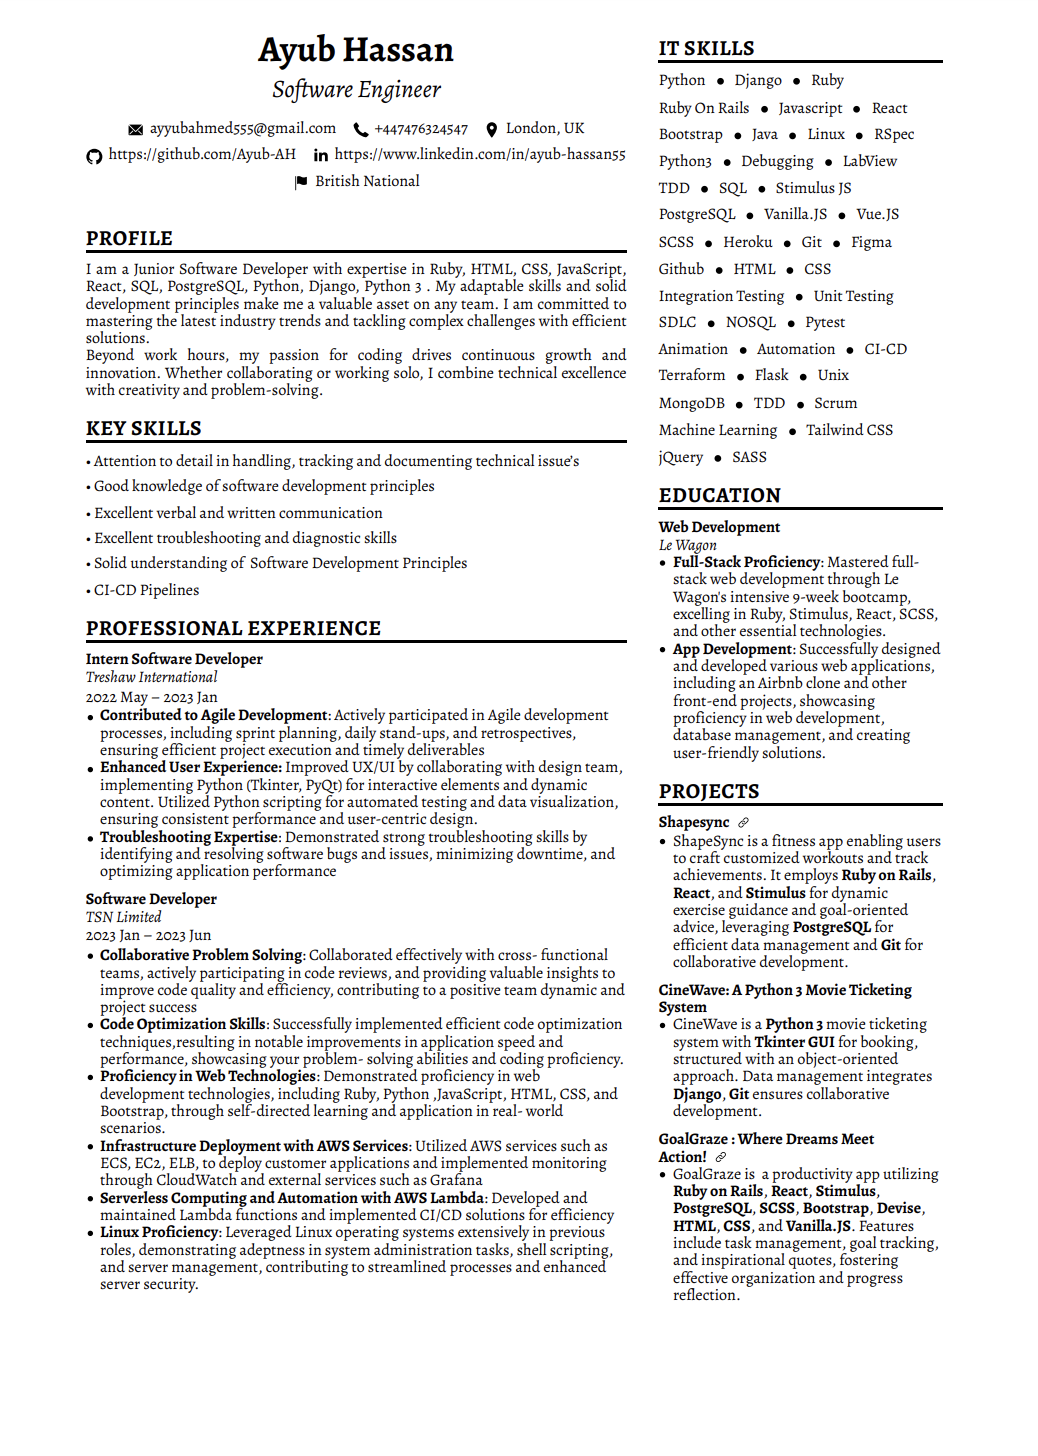 Ayub Hassan
Software Engineer
ayyubahmed555@gmail.com +447476324547 London, UK
https://github.com/Ayub-AH https://www.linkedin.com/in/ayub-hassan55
British National
PROFILE
I am a Junior Software Developer with expertise in Ruby, HTML, CSS, JavaScript,
React, SQL, PostgreSQL, Python, Django, Python 3 . My adaptable skills and solid
development principles make me a valuable asset on any team. I am committed to
mastering the latest industry trends and tackling complex challenges with efficient
solutions.
Beyond work hours, my passion for coding drives continuous growth and
innovation. Whether collaborating or working solo, I combine technical excellence
with creativity and problem-solving.
KEY SKILLS
• Attention to detail in handling, tracking and documenting technical issue's
• Good knowledge of software development principles
• Excellent verbal and written communication
• Excellent troubleshooting and diagnostic skills
• Solid understanding of Software Development Principles
• CI-CD Pipelines
PROFESSIONAL EXPERIENCE
Intern Software Developer
Treshaw International
2022 May – 2023 Jan
• Contributed to Agile Development: Actively participated in Agile development
processes, including sprint planning, daily stand-ups, and retrospectives,
ensuring efficient project execution and timely deliverables
• Enhanced User Experience: Improved UX/UI by collaborating with design team,
implementing Python (Tkinter, PyQt) for interactive elements and dynamic
content. Utilized Python scripting for automated testing and data visualization,
ensuring consistent performance and user-centric design.
• Troubleshooting Expertise: Demonstrated strong troubleshooting skills by
identifying and resolving software bugs and issues, minimizing downtime, and
optimizing application performance
Software Developer
TSN Limited
2023 Jan – 2023 Jun
• Collaborative Problem Solving: Collaborated effectively with cross- functional
teams, actively participating in code reviews, and providing valuable insights to
improve code quality and efficiency, contributing to a positive team dynamic and
project success
• Code Optimization Skills: Successfully implemented efficient code optimization
techniques,resulting in notable improvements in application speed and
performance, showcasing your problem- solving abilities and coding proficiency.
• Proficiency in Web Technologies: Demonstrated proficiency in web
development technologies, including Ruby, Python ,JavaScript, HTML, CSS, and
Bootstrap, through self-directed learning and application in real- world
scenarios.
• Infrastructure Deployment with AWS Services: Utilized AWS services such as
ECS, EC2, ELB, to deploy customer applications and implemented monitoring
through CloudWatch and external services such as Grafana
• Serverless Computing and Automation with AWS Lambda: Developed and
maintained Lambda functions and implemented CI/CD solutions for efficiency
• Linux Proficiency: Leveraged Linux operating systems extensively in previous
roles, demonstrating adeptness in system administration tasks, shell scripting,
and server management, contributing to streamlined processes and enhanced
server security.
IT SKILLS
Python • Django • Ruby
Ruby On Rails • Javascript • React
Bootstrap • Java • Linux • RSpec
Python3 • Debugging • LabView
TDD • SQL • Stimulus JS
PostgreSQL • Vanilla.JS • Vue.JS
SCSS • Heroku • Git • Figma
Github • HTML • CSS
Integration Testing • Unit Testing
SDLC • NOSQL • Pytest
Animation • Automation • CI-CD
Terraform • Flask • Unix
MongoDB • TDD • Scrum
Machine Learning • Tailwind CSS
jQuery • SASS
EDUCATION
Web Development
Le Wagon
• Full-Stack Proficiency: Mastered full-
stack web development through Le
Wagon's intensive 9-week bootcamp,
excelling in Ruby, Stimulus, React, SCSS,
and other essential technologies.
• App Development: Successfully designed
and developed various web applications,
including an Airbnb clone and other
front-end projects, showcasing
proficiency in web development,
database management, and creating
user-friendly solutions.
PROJECTS
Shapesync
• ShapeSync is a fitness app enabling users
to craft customized workouts and track
achievements. It employs Ruby on Rails,
React, and Stimulus for dynamic
exercise guidance and goal-oriented
advice, leveraging PostgreSQL for
efficient data management and Git for
collaborative development.
CineWave: A Python 3 Movie Ticketing
System
• CineWave is a Python 3 movie ticketing
system with Tkinter GUI for booking,
structured with an object-oriented
approach. Data management integrates
Django, Git ensures collaborative
development.
GoalGraze : Where Dreams Meet
Action!
• GoalGraze is a productivity app utilizing
Ruby on Rails, React, Stimulus,
PostgreSQL, SCSS, Bootstrap, Devise,
HTML, CSS, and Vanilla.JS. Features
include task management, goal tracking,
and inspirational quotes, fostering
effective organization and progress
reflection.